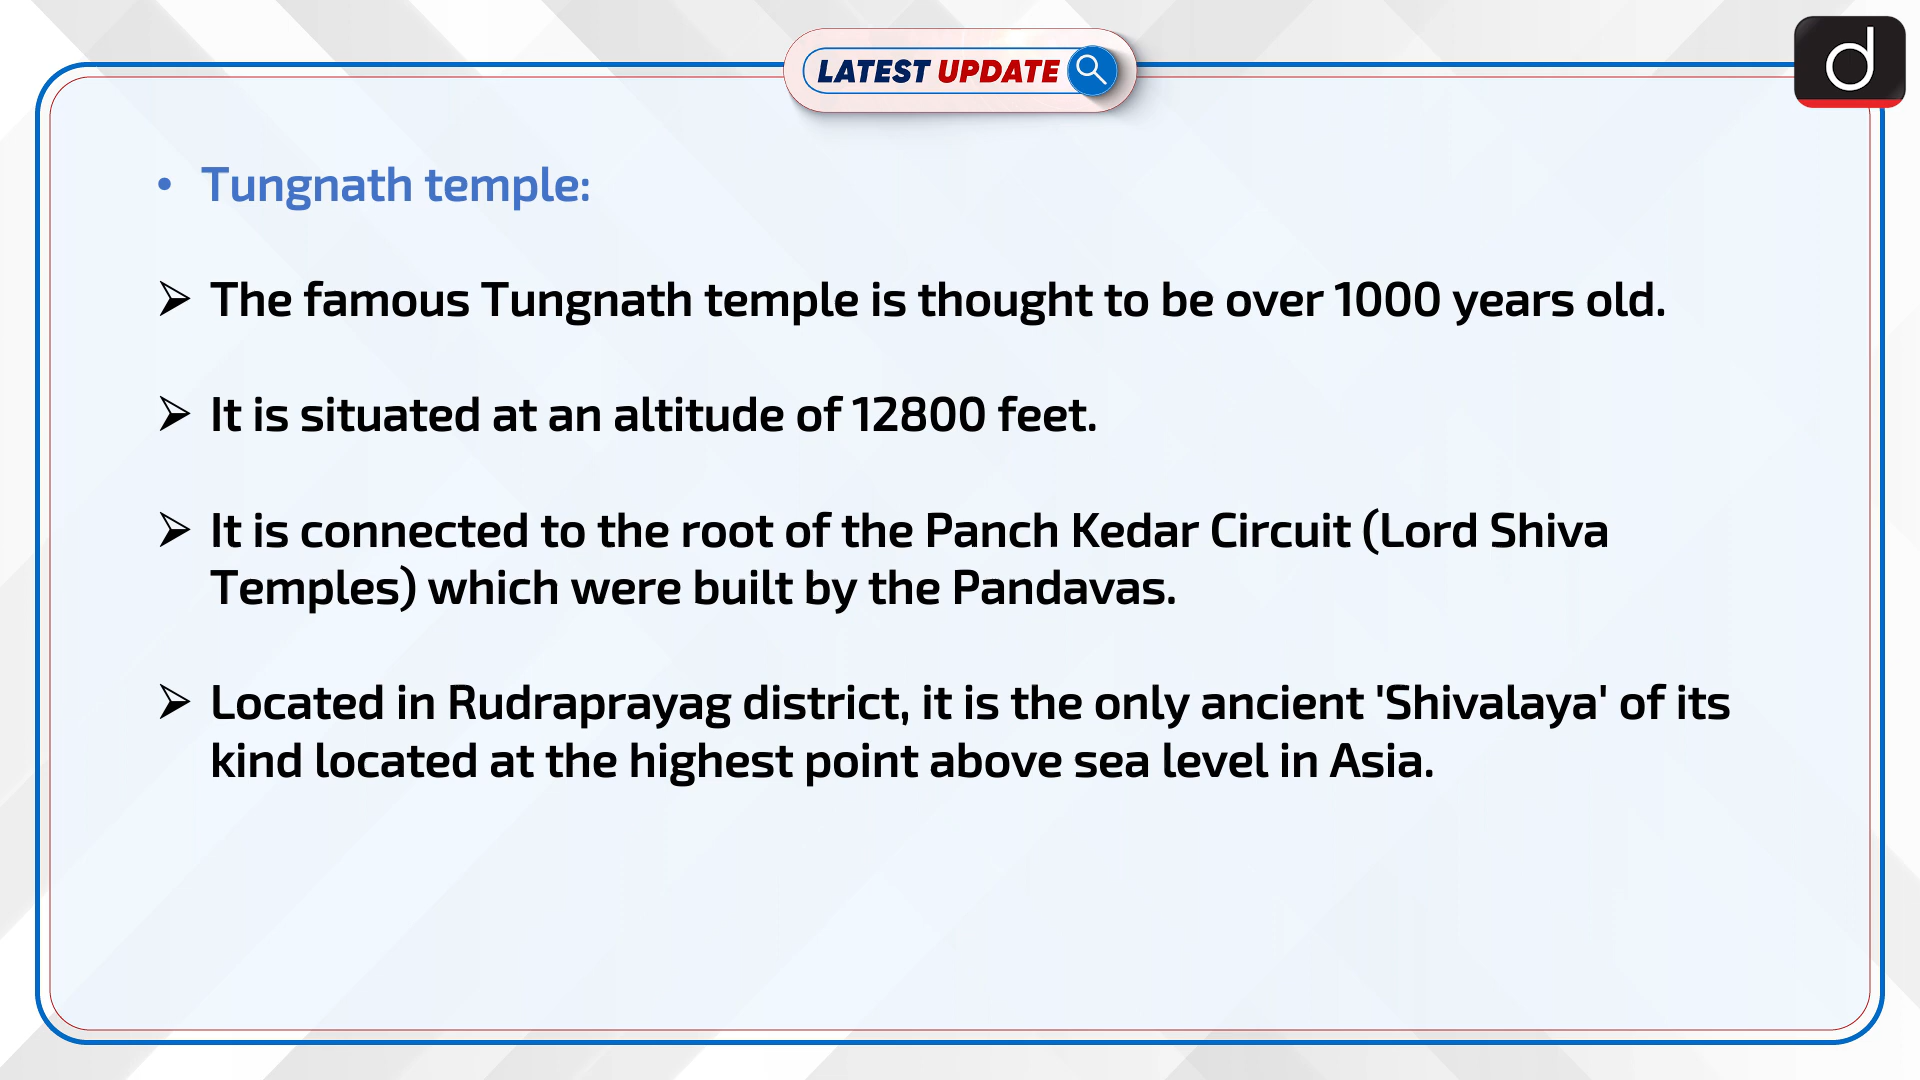 LATEST UPDATE
d
• Tungnath temple:
➢ The famous Tungnath temple is thought to be over 1000 years old.
➢ It is situated at an altitude of 12800 feet.
➢ It is connected to the root of the Panch Kedar Circuit (Lord Shiva
Temples) which were built by the Pandavas.
➢ Located in Rudraprayag district, it is the only ancient 'Shivalaya' of its
kind located at the highest point above sea level in Asia.